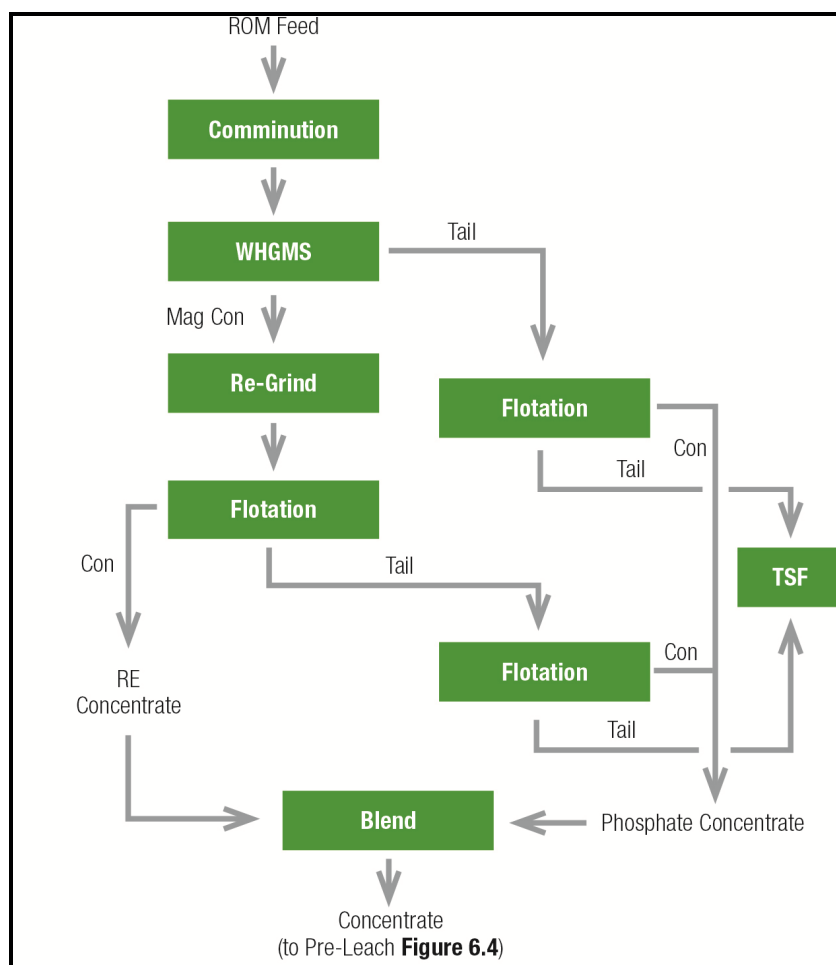 ROM Feed
Comminution
WHGMS
Tail
Mag Con
Re-Grind
Flotation
Con
Tail
Flotation
Con
Tail
TSF
Flotation
Con
Tail
RE
Concentrate
Blend
Phosphate Concentrate
Concentrate
(to Pre-Leach Figure 6.4)